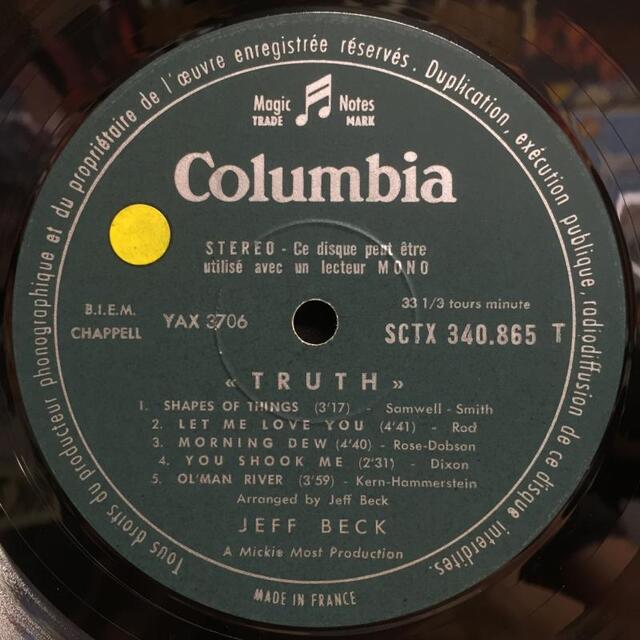 Tous droits du producteur phonographique et du propriétaire de l'œuvre enregistrée réservés. Duplication, exécution publique, radiodiffusion de ce disque interdites.
Magic Notes
TRADE MARK
Columbia
STEREO - Ce disque peut être
utilisé avec un lecteur MONO
B.I.E.M.
CHAPPELL
YAX 3706
33 1/3 tours minute
SCTX 340.865 T
« TRUTH »
1. SHAPES OF THINGS (3'17) - Samwell-Smith
2. LET ME LOVE YOU (4'41) - Rod
3. MORNING DEW (4'40) - Rose-Dobson
4. YOU SHOOK ME (2'31) - Dixon
5. OL'MAN RIVER (3'59) - Kern-Hammerstein
Arranged by Jeff Beck
JEFF BECK
A Mickie Most Production
MADE IN FRANCE